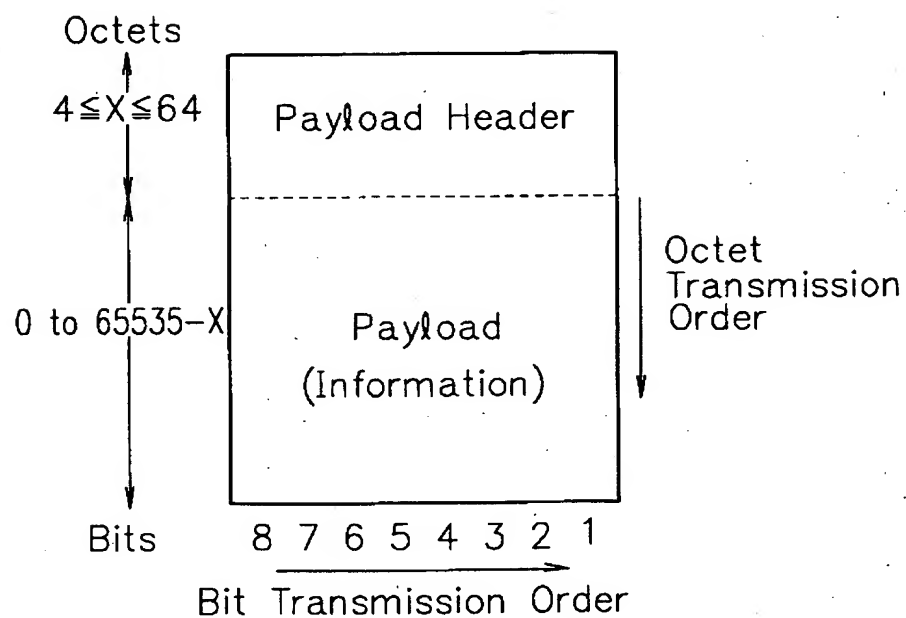 Octets
4≦X≦64
Payload Header
0 to 65535-X
Payload
(Information)
Octet
Transmission
Order
Bits
8 7 6 5 4 3 2 1
Bit Transmission Order